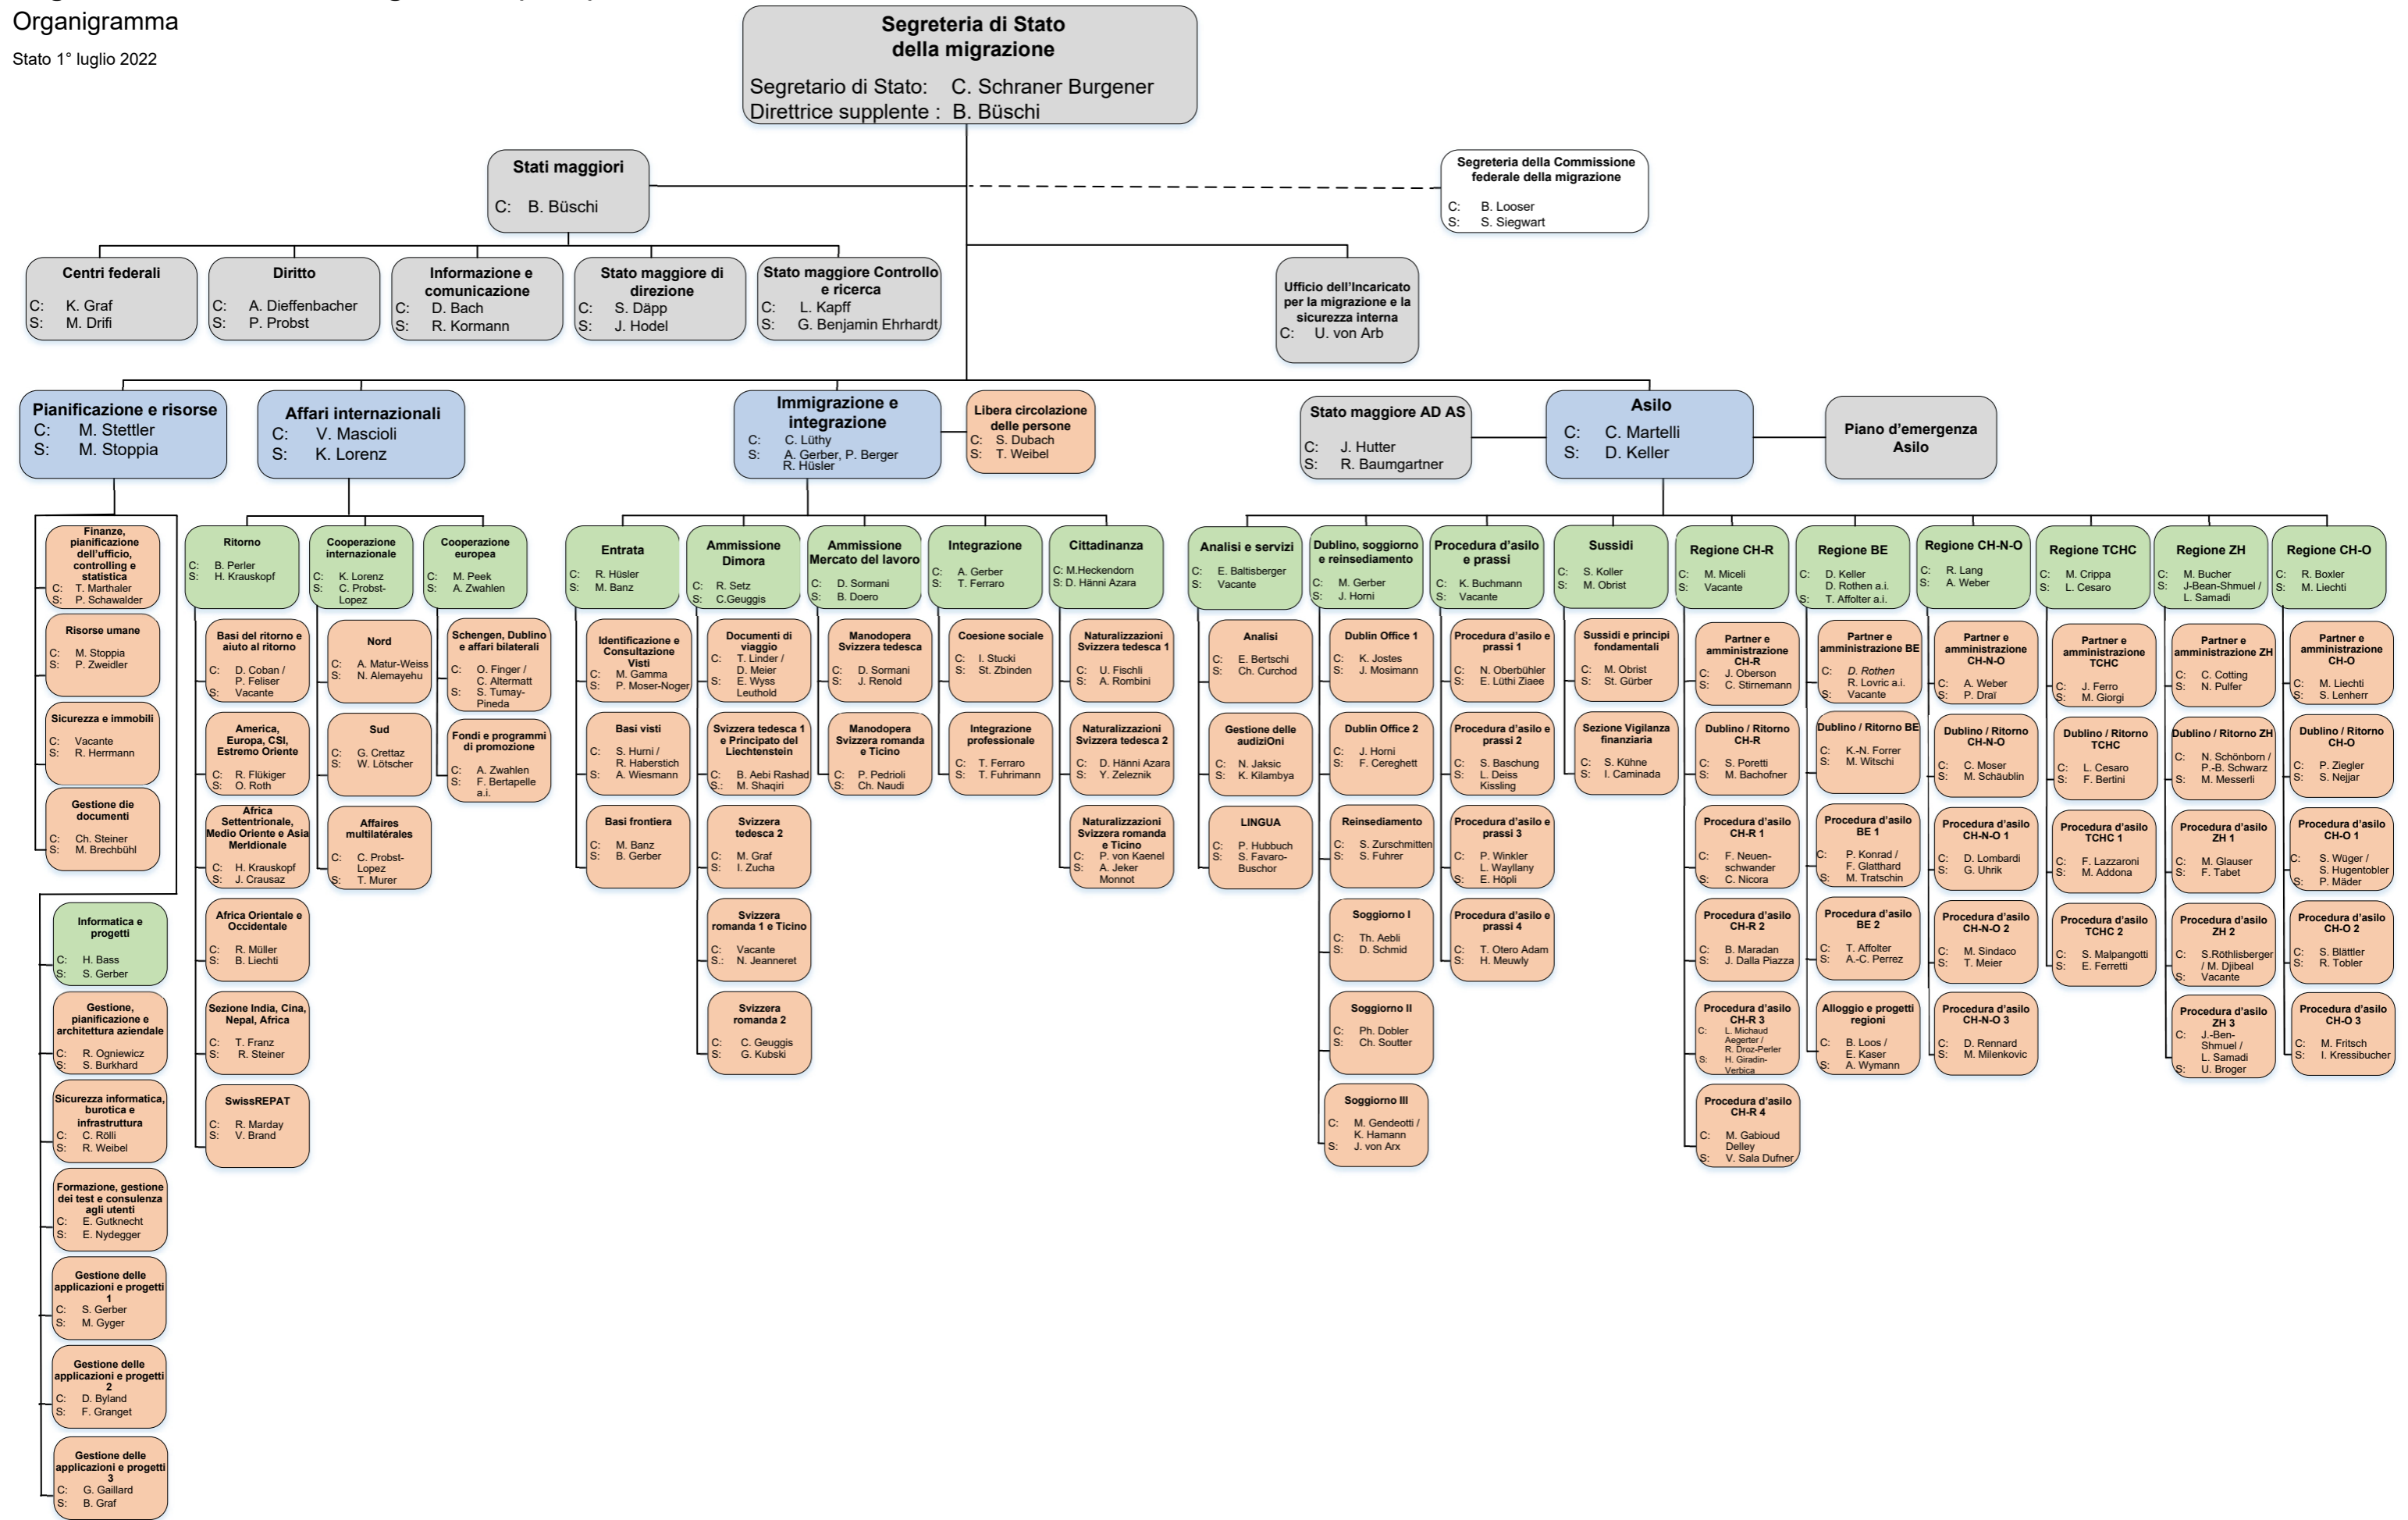 Organigramma
Stato 1° luglio 2022
Segreteria di Stato
della migrazione
Segretario di Stato: C. Schraner Burgener
Direttrice supplente : B. Büschi
Stati maggiori
C: B. Büschi
Segreteria della Commissione
federale della migrazione
C: B. Looser
S: S. Siegwart
Centri federali
C: K. Graf
S: M. Drifi
Diritto
C: A. Dieffenbacher
S: P. Probst
Informazione e
comunicazione
C: D. Bach
S: R. Kormann
Stato maggiore di
direzione
C: S. Däpp
S: J. Hodel
Stato maggiore Controllo
e ricerca
C: L. Kapff
S: G. Benjamin Ehrhardt
Ufficio dell'Incaricato
per la migrazione e la
sicurezza interna
C: U. von Arb
Pianificazione e risorse
C: M. Stettler
S: M. Stoppia
Affari internazionali
C: V. Mascioli
S: K. Lorenz
Immigrazione e
integrazione
C: C. Lüthy
S: A. Gerber, P. Berger
R. Hüsler
Libera circolazione
delle persone
C: S. Dubach
S: T. Weibel
Stato maggiore AD AS
C: J. Hutter
S: R. Baumgartner
Asilo
C: C. Martelli
S: D. Keller
Piano d'emergenza
Asilo
Finanze,
pianificazione
dell'ufficio,
controlling e
statistica
C: T. Marthaler
S: P. Schawalder
Risorse umane
C: M. Stoppia
S: P. Zweidler
Sicurezza e immobili
C: Vacante
S: R. Herrmann
Gestione die
documenti
C: Ch. Steiner
S: M. Brechbühl
Informatica e
progetti
C: H. Bass
S: S. Gerber
Gestione,
pianificazione e
architettura aziendale
C: R. Ogniewicz
S: S. Burkhard
Sicurezza informatica,
burotica e
infrastruttura
C: C. Rölli
S: R. Weibel
Formazione, gestione
dei test e consulenza
agli utenti
C: E. Gutknecht
S: E. Nydegger
Gestione delle
applicazioni e progetti
1
C: S. Gerber
S: M. Gyger
Gestione delle
applicazioni e progetti
2
C: D. Byland
S: F. Granget
Gestione delle
applicazioni e progetti
3
C: G. Gaillard
S: B. Graf
Ritorno
C: B. Perler
S: H. Krauskopf
Basi del ritorno e
aiuto al ritorno
C: D. Coban /
P. Feliser
S: Vacante
America,
Europa, CSI,
Estremo Oriente
C: R. Flükiger
S: O. Roth
Africa
Settentrionale,
Medio Oriente e Asia
Merldionale
C: H. Krauskopf
S: J. Crausaz
Africa Orientale e
Occidentale
C: R. Müller
S: B. Liechti
Sezione India, Cina,
Nepal, Africa
C: T. Franz
S: R. Steiner
SwissREPAT
C: R. Marday
S: V. Brand
Cooperazione
internazionale
C: K. Lorenz
S: C. Probst-
Lopez
Nord
C: A. Matur-Weiss
S: N. Alemayehu
Sud
C: G. Crettaz
S: W. Lötscher
Affaires
multilatérales
C: C. Probst-
Lopez
S: T. Murer
Cooperazione
europea
C: M. Peek
S: A. Zwahlen
Schengen, Dublino
e affari bilaterali
C: O. Finger /
C. Altermatt
S: S. Tumay-
Pineda
Fondi e programmi
di promozione
C: A. Zwahlen
S: F. Bertapelle
a.i.
Entrata
C: R. Hüsler
S: M. Banz
Identificazione e
Consultazione
Visti
C: M. Gamma
S: P. Moser-Noger
Basi visti
C: S. Hurni /
R. Haberstich
S: A. Wiesmann
Basi frontiera
C: M. Banz
S: B. Gerber
Ammissione
Dimora
C: R. Setz
S: C.Geuggis
Documenti di
viaggio
C: T. Linder /
D. Meier
S: E. Wyss
Leuthold
Svizzera tedesca 1
e Principato del
Liechtenstein
C: B. Aebi Rashad
S.: M. Shaqiri
Svizzera
tedesca 2
C: M. Graf
S: I. Zucha
Svizzera
romanda 1 e Ticino
C: Vacante
S.: N. Jeanneret
Svizzera
romanda 2
C: C. Geuggis
S: G. Kubski
Ammissione
Mercato del lavoro
C: D. Sormani
S: B. Doero
Manodopera
Svizzera tedesca
C: D. Sormani
S: J. Renold
Manodopera
Svizzera romanda
e Ticino
C: P. Pedrioli
S: Ch. Naudi
Integrazione
C: A. Gerber
S: T. Ferraro
Coesione sociale
C: I. Stucki
S: St. Zbinden
Integrazione
professionale
C: T. Ferraro
S: T. Fuhrimann
Cittadinanza
C: M.Heckendorn
S: D. Hänni Azara
Naturalizzazioni
Svizzera tedesca 1
C: U. Fischli
S: A. Rombini
Naturalizzazioni
Svizzera tedesca 2
C: D. Hänni Azara
S: Y. Zeleznik
Naturalizzazioni
Svizzera romanda
e Ticino
C: P. von Kaenel
S: A. Jeker
Monnot
Analisi e servizi
C: E. Baltisberger
S: Vacante
Analisi
C: E. Bertschi
S: Ch. Curchod
Gestione delle
audiziOni
C: N. Jaksic
S: K. Kilambya
LINGUA
C: P. Hubbuch
S: S. Favaro-
Buschor
Dublino, soggiorno
e reinsediamento
C: M. Gerber
S: J. Horni
Dublin Office 1
C: K. Jostes
S: J. Mosimann
Dublin Office 2
C: J. Horni
S: F. Cereghett
Reinsediamento
C: S. Zurschmitten
S: S. Fuhrer
Soggiorno I
C: Th. Aebli
S: D. Schmid
Soggiorno II
C: Ph. Dobler
S: Ch. Soutter
Soggiorno III
C: M. Gendeotti /
K. Hamann
S: J. von Arx
Procedura d'asilo
e prassi
C: K. Buchmann
S: Vacante
Procedura d'asilo e
prassi 1
C: N. Oberbühler
S: E. Lüthi Ziaee
Procedura d'asilo e
prassi 2
C: S. Baschung
S: L. Deiss
Kissling
Procedura d'asilo e
prassi 3
C: P. Winkler
L. Wayllany
S: E. Höpli
Procedura d'asilo e
prassi 4
C: T. Otero Adam
S: H. Meuwly
Sussidi
C: S. Koller
S: M. Obrist
Sussidi e principi
fondamentali
C: M. Obrist
S: St. Gürber
Sezione Vigilanza
finanziaria
C: S. Kühne
S: I. Caminada
Regione CH-R
C: M. Miceli
S: Vacante
Partner e
amministrazione
CH-R
C: J. Oberson
S: C. Stirnemann
Dublino / Ritorno
CH-R
C: S. Poretti
S: M. Bachofner
Procedura d'asilo
CH-R 1
C: F. Neuen-
schwander
S: C. Nicora
Procedura d'asilo
CH-R 2
C: B. Maradan
S: J. Dalla Piazza
Procedura d'asilo
CH-R 3
C: L. Michaud
Aegerter /
R. Droz-Perler
S: H. Giradin-
Verbica
Procedura d'asilo
CH-R 4
C: M. Gabioud
Delley
S: V. Sala Dufner
Regione BE
C: D. Keller
D. Rothen a.i.
S: T. Affolter a.i.
Partner e
amministrazione BE
C: D. Rothen
R. Lovric a.i.
S: Vacante
Dublino / Ritorno BE
C: K.-N. Forrer
S: M. Witschi
Procedura d'asilo
BE 1
C: P. Konrad /
F. Glatthard
S: M. Tratschin
Procedura d'asilo
BE 2
C: T. Affolter
S: A.-C. Perrez
Alloggio e progetti
regioni
C: B. Loos /
E. Kaser
S: A. Wymann
Regione CH-N-O
C: R. Lang
S: A. Weber
Partner e
amministrazione
CH-N-O
C: A. Weber
S: P. Draï
Dublino / Ritorno
CH-N-O
C: C. Moser
S: M. Schäublin
Procedura d'asilo
CH-N-O 1
C: D. Lombardi
S: G. Uhrik
Procedura d'asilo
CH-N-O 2
C: M. Sindaco
S: T. Meier
Procedura d'asilo
CH-N-O 3
C: D. Rennard
S: M. Milenkovic
Regione TCHC
C: M. Crippa
S: L. Cesaro
Partner e
amministrazione
TCHC
C: J. Ferro
S: M. Giorgi
Dublino / Ritorno
TCHC
C: L. Cesaro
S: F. Bertini
Procedura d'asilo
TCHC 1
C: F. Lazzaroni
S: M. Addona
Procedura d'asilo
TCHC 2
C: S. Malpangotti
S: E. Ferretti
Regione ZH
C: M. Bucher
S: J-Bean-Shmuel /
L. Samadi
Partner e
amministrazione ZH
C: C. Cotting
S: N. Pulfer
Dublino / Ritorno ZH
C: N. Schönborn /
P.-B. Schwarz
S: M. Messerli
Procedura d'asilo
ZH 1
C: M. Glauser
S: F. Tabet
Procedura d'asilo
ZH 2
C: S.Röthlisberger
/ M. Djibeal
S: Vacante
Procedura d'asilo
ZH 3
C: J.-Ben-
Shmuel /
L. Samadi
S: U. Broger
Regione CH-O
C: R. Boxler
S: M. Liechti
Partner e
amministrazione
CH-O
C: M. Liechti
S: S. Lenherr
Dublino / Ritorno
CH-O
C: P. Ziegler
S: S. Nejjar
Procedura d'asilo
CH-O 1
C: S. Wüger /
S. Hugentobler
S: P. Mäder
Procedura d'asilo
CH-O 2
C: S. Blättler
S: R. Tobler
Procedura d'asilo
CH-O 3
C: M. Fritsch
S: I. Kressibucher